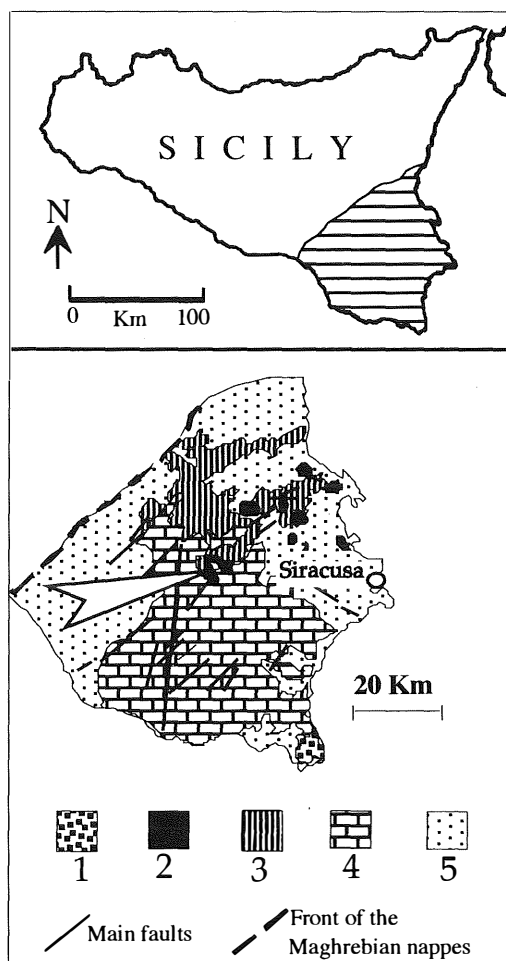 SICILY
N
0 Km 100
Siracusa
20 Km
1 2 3 4 5
Main faults
Front of the
Maghrebian nappes